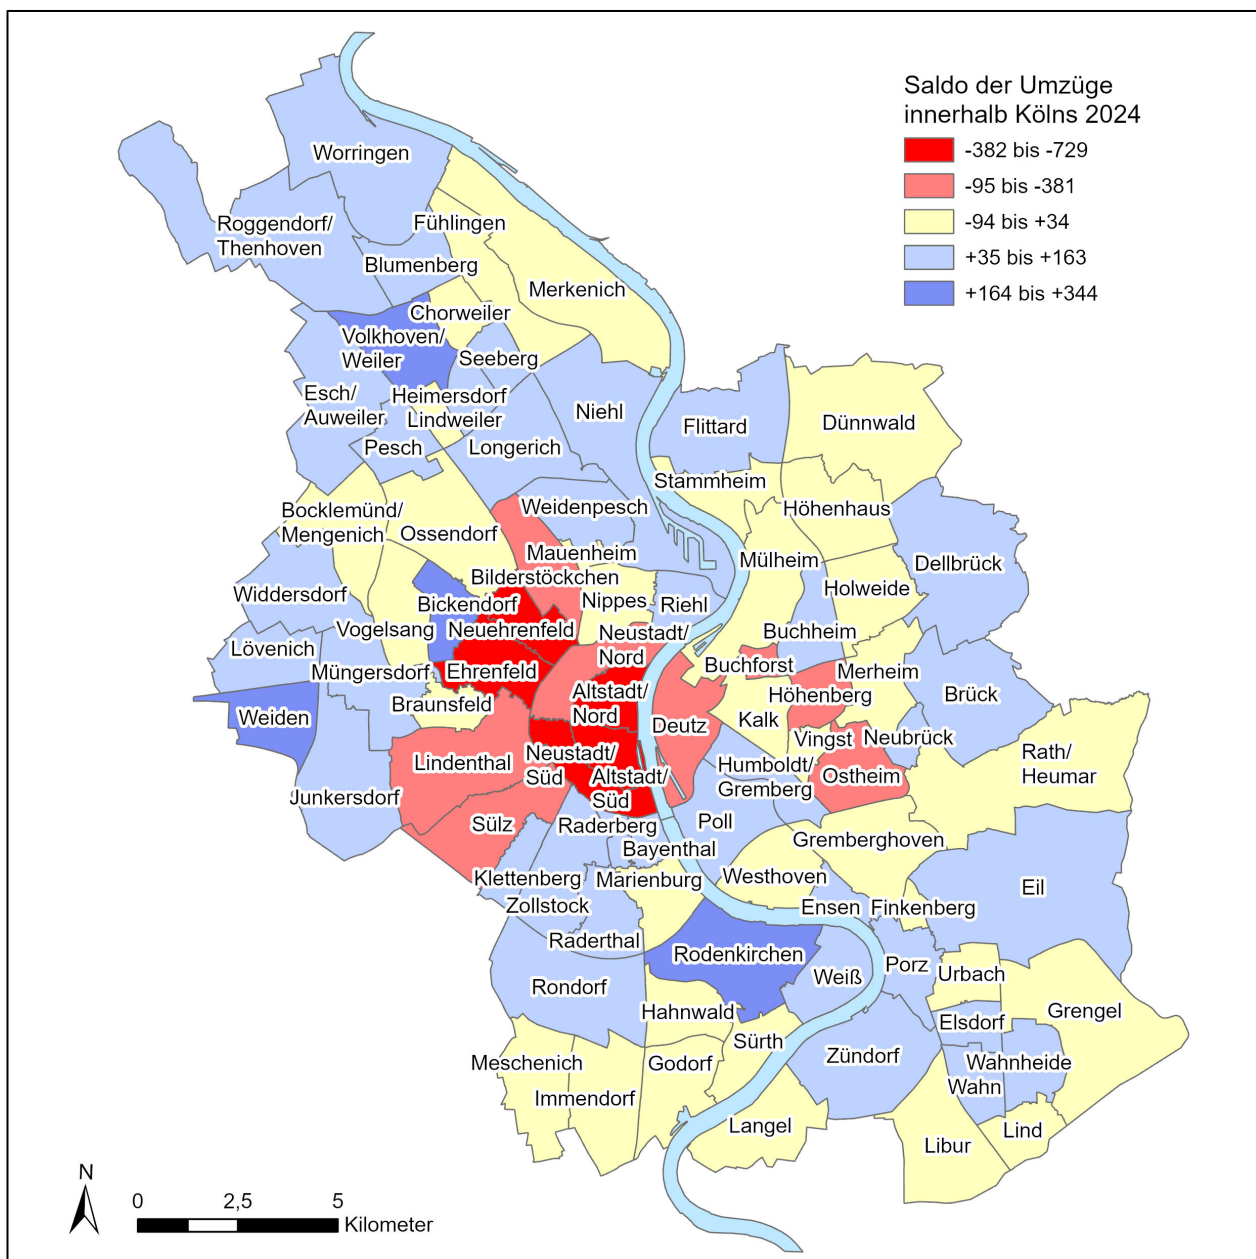 Saldo der Umzüge
innerhalb Kölns 2024
-382 bis -729
-95 bis -381
-94 bis +34
+35 bis +163
+164 bis +344
Worringen
Roggendorf/
Thenhoven
Fühlingen
Blumenberg
Merkenich
Chorweiler
Volkhoven/
Weiler
Seeberg
Esch/
Auweiler
Heimersdorf
Lindweiler
Niehl
Flittard
Dünnwald
Pesch
Longerich
Stammheim
Höhenhaus
Bocklemünd/
Mengenich
Ossendorf
Weidenpesch
Mauenheim
Mülheim
Dellbrück
Bilderstöckchen
Widdersdorf
Bickendorf
Nippes
Riehl
Holweide
Vogelsang
Neuehrenfeld
Neustadt/
Nord
Buchheim
Lövenich
Müngersdorf
Ehrenfeld
Buchforst
Merheim
Weiden
Braunsfeld
Altstadt/
Nord
Deutz
Kalk
Höhenberg
Brück
Lindenthal
Neustadt/
Süd
Vingst
Neubrück
Rath/
Heumar
Junkersdorf
Altstadt/
Süd
Humboldt/
Gremberg
Ostheim
Sülz
Raderberg
Poll
Bayenthal
Gremberghoven
Klettenberg
Marienburg
Westhoven
Eil
Zollstock
Ensen
Finkenberg
Raderthal
Rodenkirchen
Weiß
Porz
Urbach
Rondorf
Hahnwald
Elsdorf
Grengel
Sürth
Meschenich
Godorf
Zündorf
Wahnheide
Wahn
Immendorf
Langel
Libur
Lind
N
0
2,5
5
Kilometer